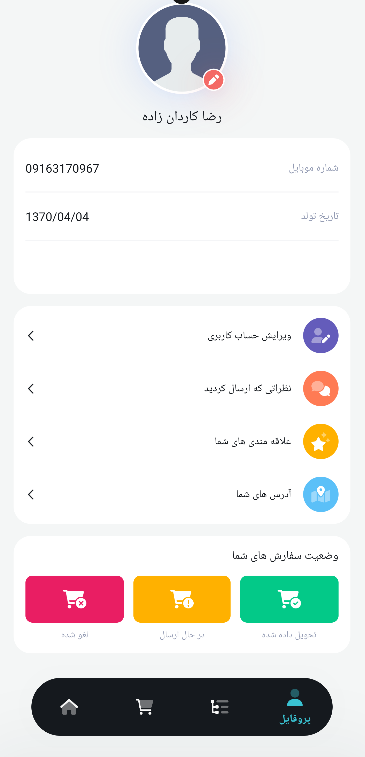 رضا کاردان زاده
شماره موبایل 09163170967
تاریخ تولد 1370/04/04
ویرایش حساب کاربری
نظراتی که ارسال کردید
علاقه مندی های شما
آدرس های شما
وضعیت سفارش های شما
تحویل داده شده
در حال ارسال
لغو شده
پروفایل